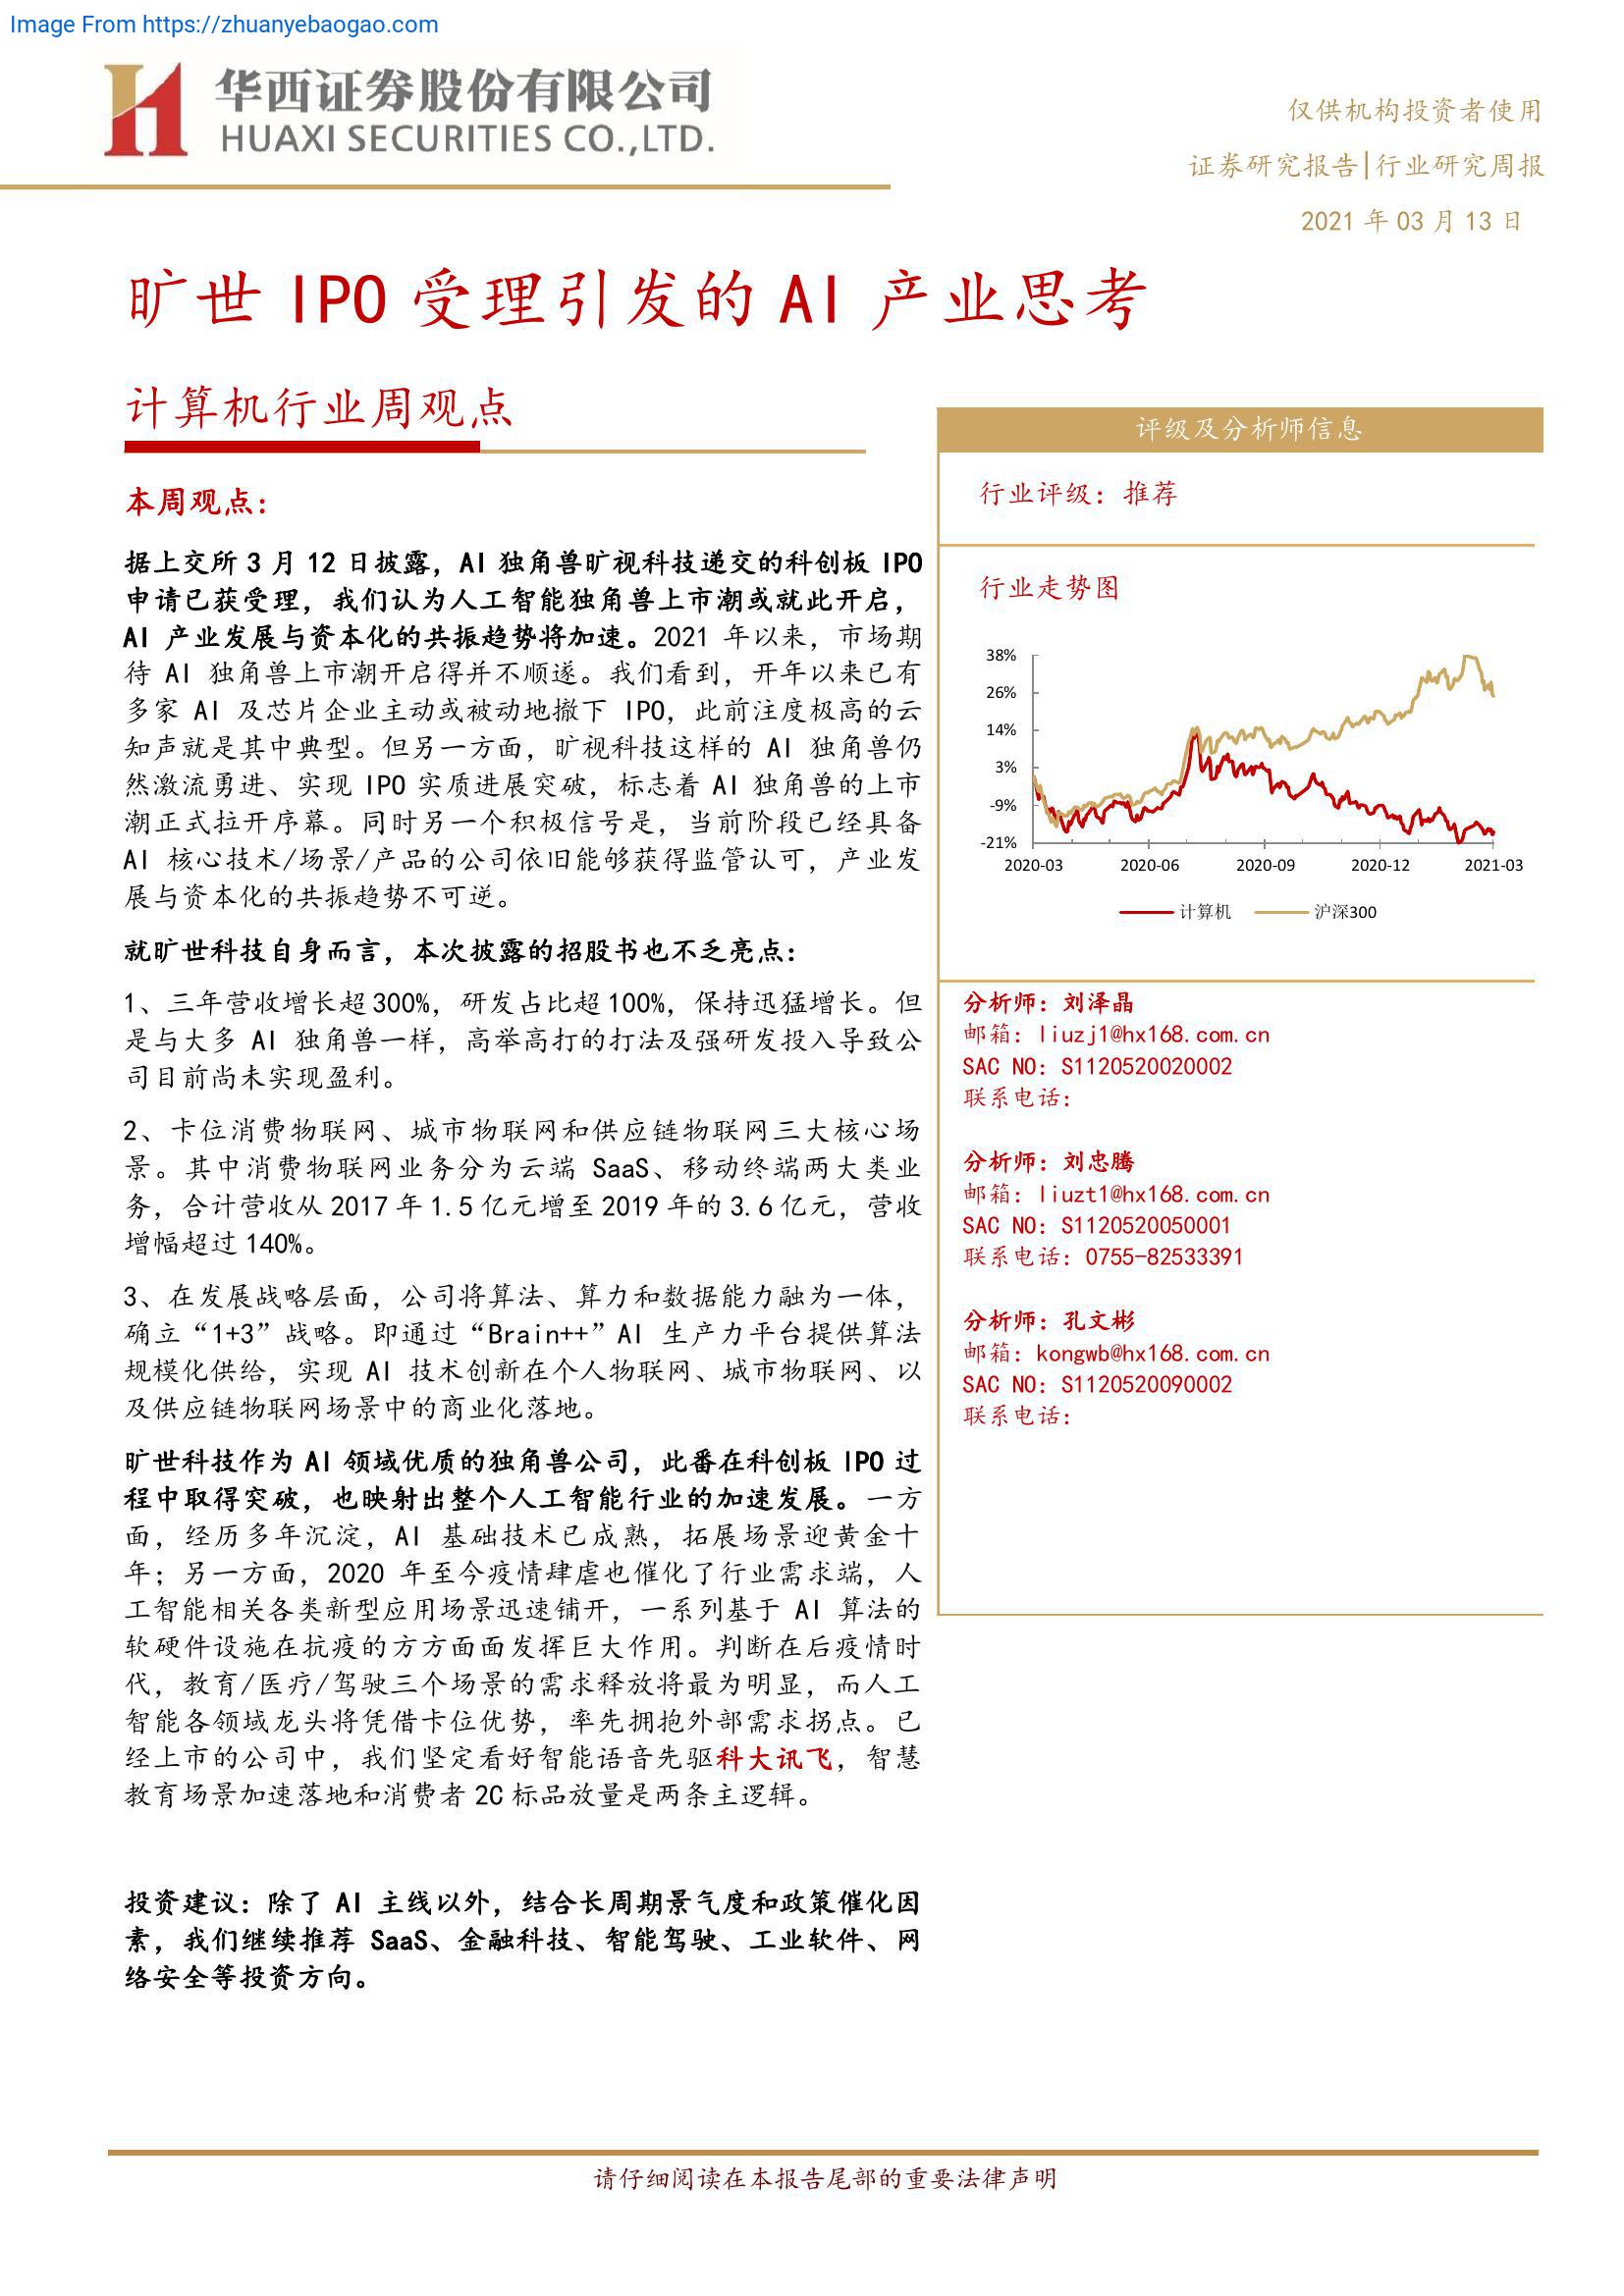 Image From https://zhuanyebaogao.com
华西证券股份有限公司
HUAXI SECURITIES CO.,LTD.
仅供机构投资者使用
证券研究报告|行业研究周报
2021 年 03 月 13 日
旷世 IPO 受理引发的 AI 产业思考
计算机行业周观点
本周观点：
据上交所 3 月 12 日披露，AI 独角兽旷视科技递交的科创板 IPO
申请已获受理，我们认为人工智能独角兽上市潮或就此开启，
AI 产业发展与资本化的共振趋势将加速。2021 年以来，市场期
待 AI 独角兽上市潮开启得并不顺遂。我们看到，开年以来已有
多家 AI 及芯片企业主动或被动地撤下 IPO，此前注度极高的云
知声就是其中典型。但另一方面，旷视科技这样的 AI 独角兽仍
然激流勇进、实现 IPO 实质进展突破，标志着 AI 独角兽的上市
潮正式拉开序幕。同时另一个积极信号是，当前阶段已经具备
AI 核心技术/场景/产品的公司依旧能够获得监管认可，产业发
展与资本化的共振趋势不可逆。
就旷世科技自身而言，本次披露的招股书也不乏亮点：
1、三年营收增长超 300%，研发占比超 100%，保持迅猛增长。但
是与大多 AI 独角兽一样，高举高打的打法及强研发投入导致公
司目前尚未实现盈利。
2、卡位消费物联网、城市物联网和供应链物联网三大核心场
景。其中消费物联网业务分为云端 SaaS、移动终端两大类业
务，合计营收从 2017 年 1.5 亿元增至 2019 年的 3.6 亿元，营收
增幅超过 140%。
3、在发展战略层面，公司将算法、算力和数据能力融为一体，
确立“1+3”战略。即通过“Brain++”AI 生产力平台提供算法
规模化供给，实现 AI 技术创新在个人物联网、城市物联网、以
及供应链物联网场景中的商业化落地。
旷世科技作为 AI 领域优质的独角兽公司，此番在科创板 IPO 过
程中取得突破，也映射出整个人工智能行业的加速发展。一方
面，经历多年沉淀，AI 基础技术已成熟，拓展场景迎黄金十
年；另一方面，2020 年至今疫情肆虐也催化了行业需求端，人
工智能相关各类新型应用场景迅速铺开，一系列基于 AI 算法的
软硬件设施在抗疫的方方面面发挥巨大作用。判断在后疫情时
代，教育/医疗/驾驶三个场景的需求释放将最为明显，而人工
智能各领域龙头将凭借卡位优势，率先拥抱外部需求拐点。已
经上市的公司中，我们坚定看好智能语音先驱科大讯飞，智慧
教育场景加速落地和消费者 2C 标品放量是两条主逻辑。
投资建议：除了 AI 主线以外，结合长周期景气度和政策催化因
素，我们继续推荐 SaaS、金融科技、智能驾驶、工业软件、网
络安全等投资方向。
评级及分析师信息
行业评级：推荐
行业走势图
38%
26%
14%
3%
-9%
-21%
2020-03 2020-06 2020-09 2020-12 2021-03
计算机 沪深300
分析师：刘泽晶
邮箱：liuzj1@hx168.com.cn
SAC NO：S1120520020002
联系电话：
分析师：刘忠腾
邮箱：liuzt1@hx168.com.cn
SAC NO：S1120520050001
联系电话：0755-82533391
分析师：孔文彬
邮箱：kongwb@hx168.com.cn
SAC NO：S1120520090002
联系电话：
请仔细阅读在本报告尾部的重要法律声明